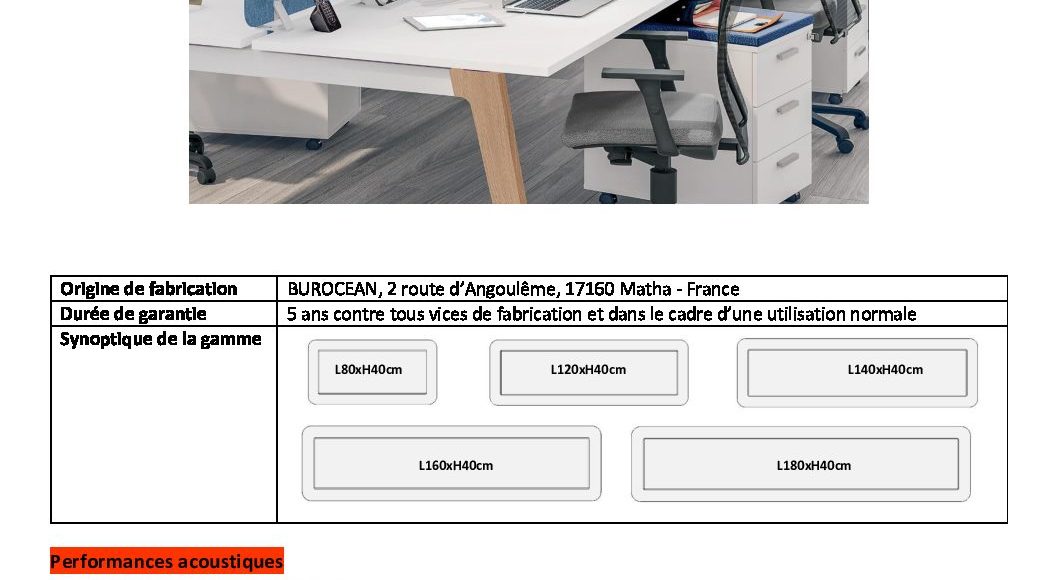 Origine de fabrication BUROCEAN, 2 route d’Angoulême, 17160 Matha - France
Durée de garantie 5 ans contre tous vices de fabrication et dans le cadre d’une utilisation normale
Synoptique de la gamme
L80xH40cm L120xH40cm L140xH40cm
L160xH40cm L180xH40cm
Performances acoustiques